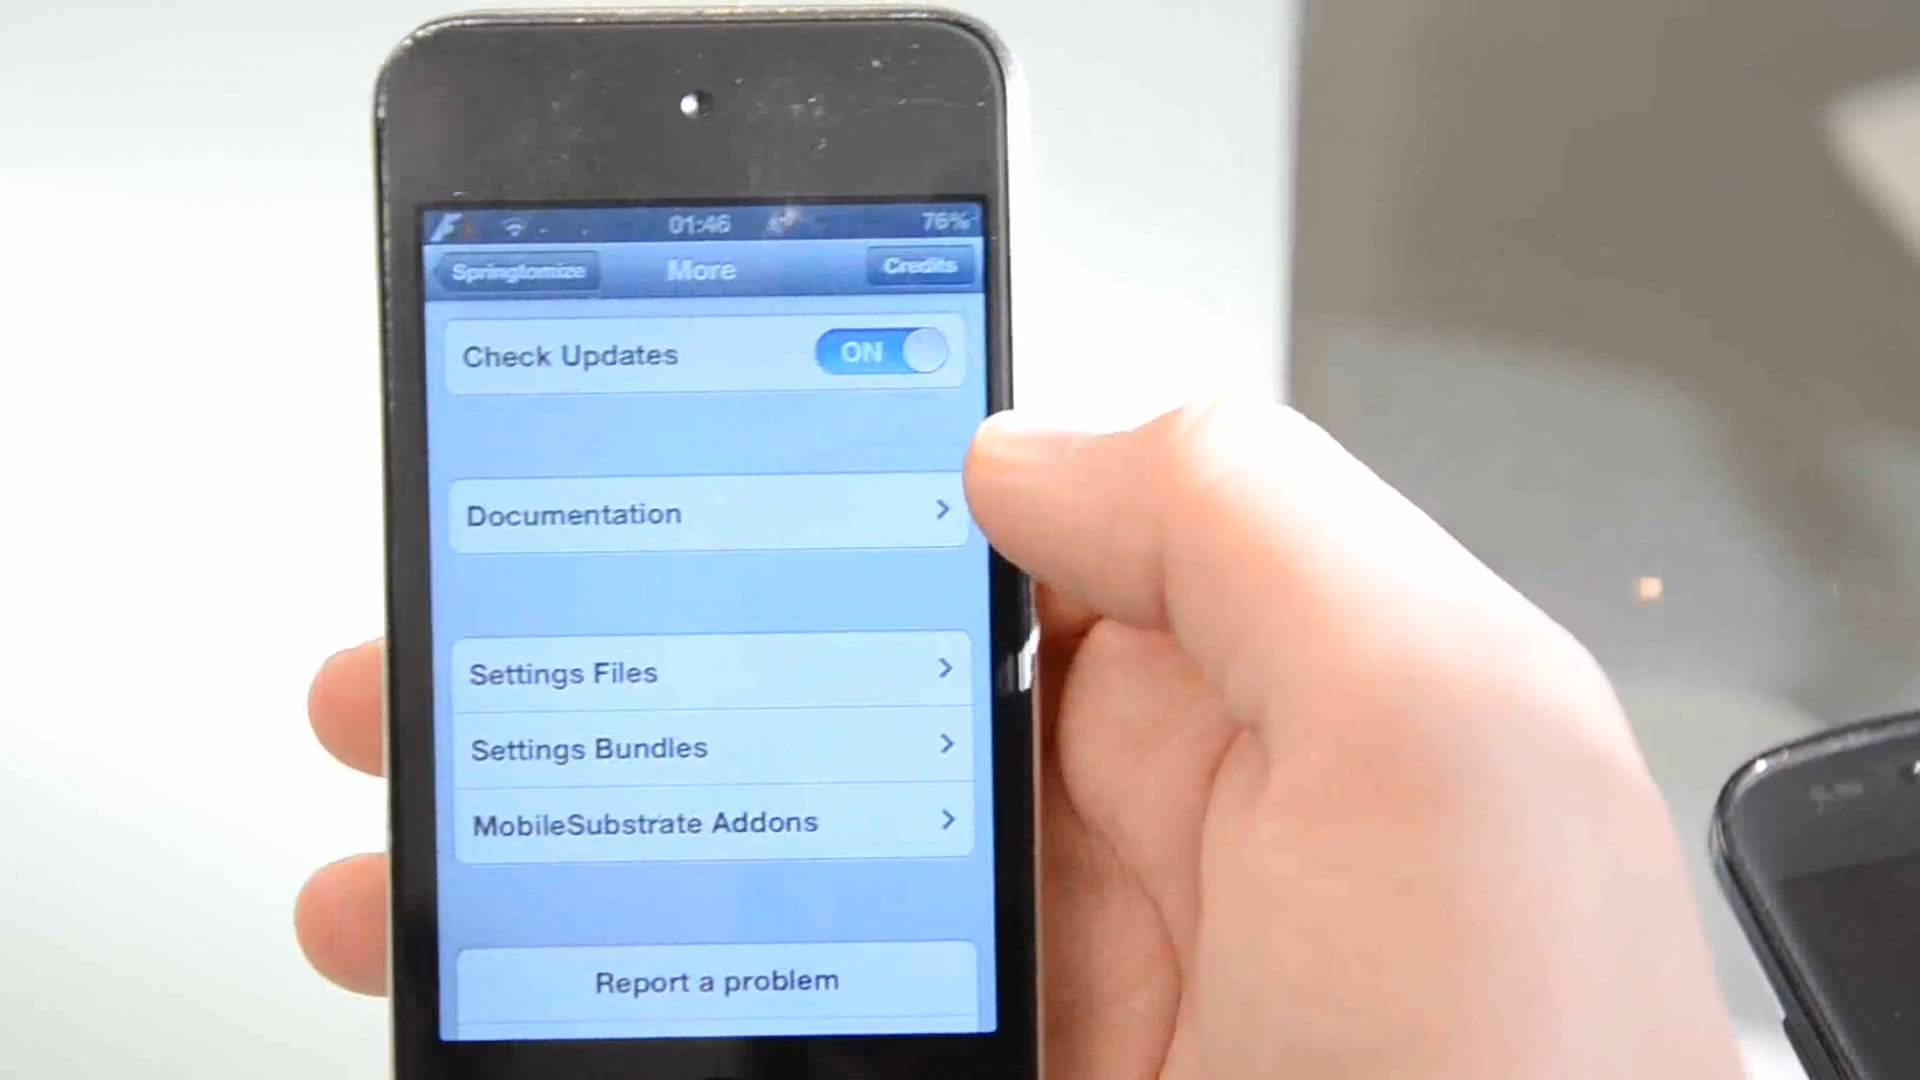 01:46
76%
Springtomize
More
Credits
Check Updates
ON
Documentation
Settings Files
Settings Bundles
MobileSubstrate Addons
Report a problem